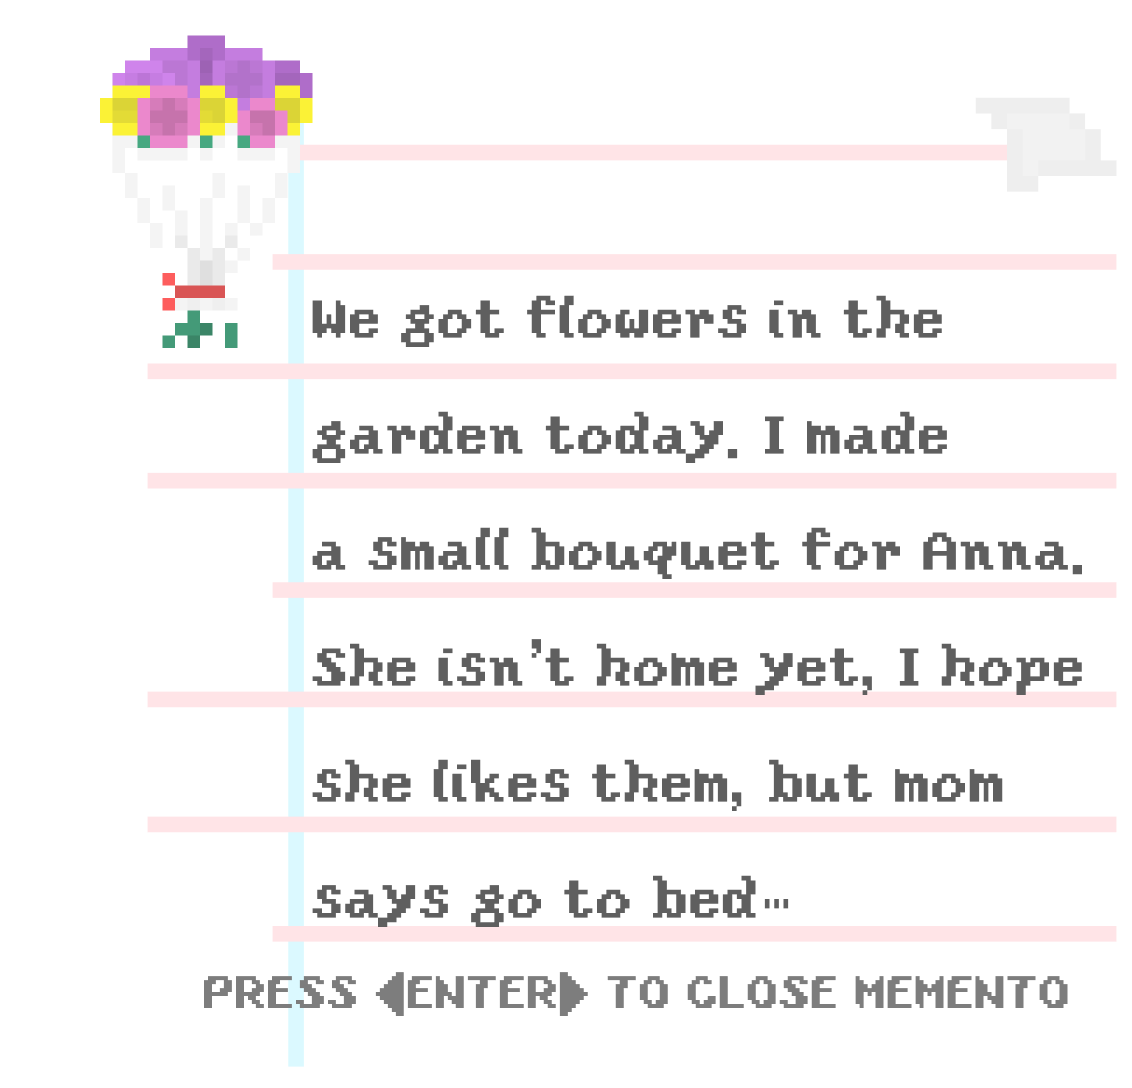 We got flowers in the
garden today. I made
a small bouquet for Anna.
She isn't home yet, I hope
she likes them, but mom
says go to bed…
PRESS ◀ENTER▶ TO CLOSE MEMENTO